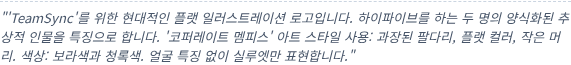 "'TeamSync'를 위한 현대적인 플랫 일러스트레이션 로고입니다. 하이파이브를 하는 두 명의 양식화된 추
상적 인물을 특징으로 합니다. '코퍼레이트 멤피스' 아트 스타일 사용: 과장된 팔다리, 플랫 컬러, 작은 머
리. 색상: 보라색과 청록색. 얼굴 특징 없이 실루엣만 표현합니다."